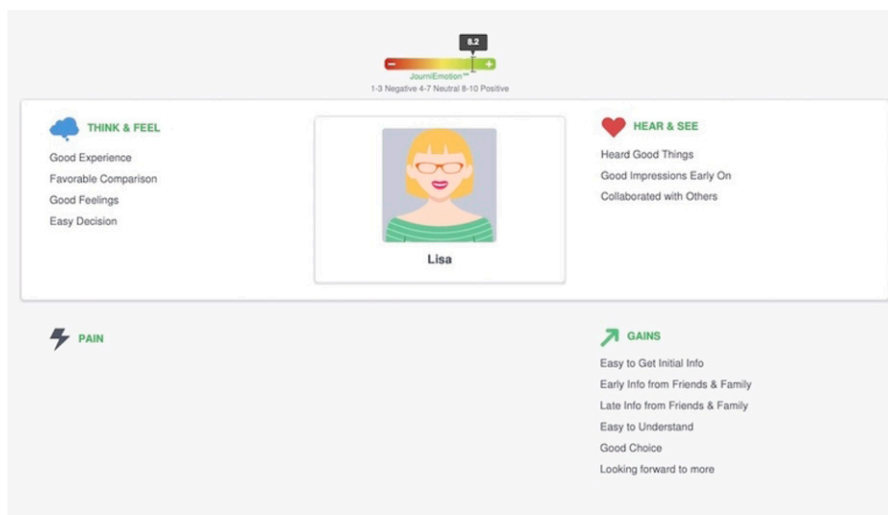 8.2
JourniEmotion™
1-3 Negative 4-7 Neutral 8-10 Positive
THINK & FEEL
Good Experience
Favorable Comparison
Good Feelings
Easy Decision
Lisa
HEAR & SEE
Heard Good Things
Good Impressions Early On
Collaborated with Others
PAIN
GAINS
Easy to Get Initial Info
Early Info from Friends & Family
Late Info from Friends & Family
Easy to Understand
Good Choice
Looking forward to more